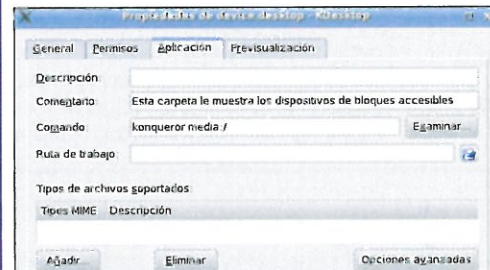 Propiedades de device.desktop - KDesktop
General Permisos Aplicación Previsualización
Descripción:
Comentario: Esta carpeta le muestra los dispositivos de bloques accesibles
Comando: konqueror media:/ Examinar...
Ruta de trabajo:
Tipos de archivos soportados:
Tipos MIME Descripción
Añadir... Eliminar Opciones avanzadas